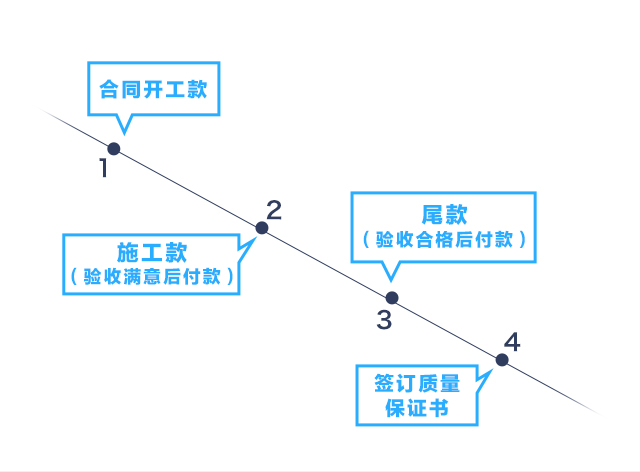 合同开工款
1
2
施工款
（验收满意后付款）
尾款
（验收合格后付款）
3
4
签订质量
保证书